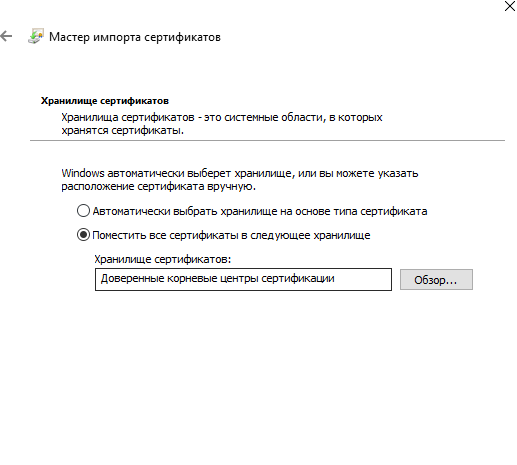 Мастер импорта сертификатов
Хранилище сертификатов
Хранилища сертификатов - это системные области, в которых
хранятся сертификаты.
Windows автоматически выберет хранилище, или вы можете указать
расположение сертификата вручную.
Автоматически выбрать хранилище на основе типа сертификата
Поместить все сертификаты в следующее хранилище
Хранилище сертификатов:
Доверенные корневые центры сертификации
Обзор...